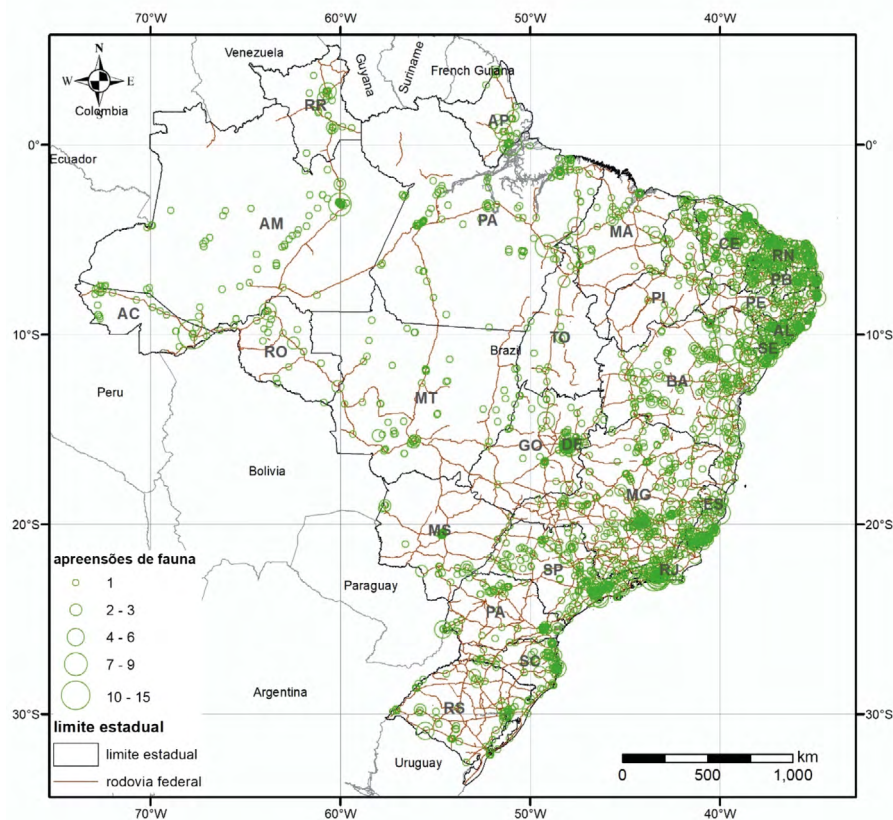 70°W 60°W 50°W 40°W
N
W E
S
Venezuela
Guyana
Suriname
French Guiana
Colombia
RR
AP
0° 0°
Ecuador
AM
PA
MA
CE
RN
PB
PI
PE
AC
10°S 10°S
AL
SE
RO
TO
Brazil
BA
Peru
MT
GO
DF
Bolivia
MG
ES
20°S 20°S
MS
apreensões de fauna
1
2 - 3
4 - 6
7 - 9
10 - 15
SP
RJ
Paraguay
PA
SC
Argentina
RS
30°S 30°S
limite estadual
limite estadual
rodovia federal
Uruguay
km
0 500 1,000
70°W 60°W 50°W 40°W